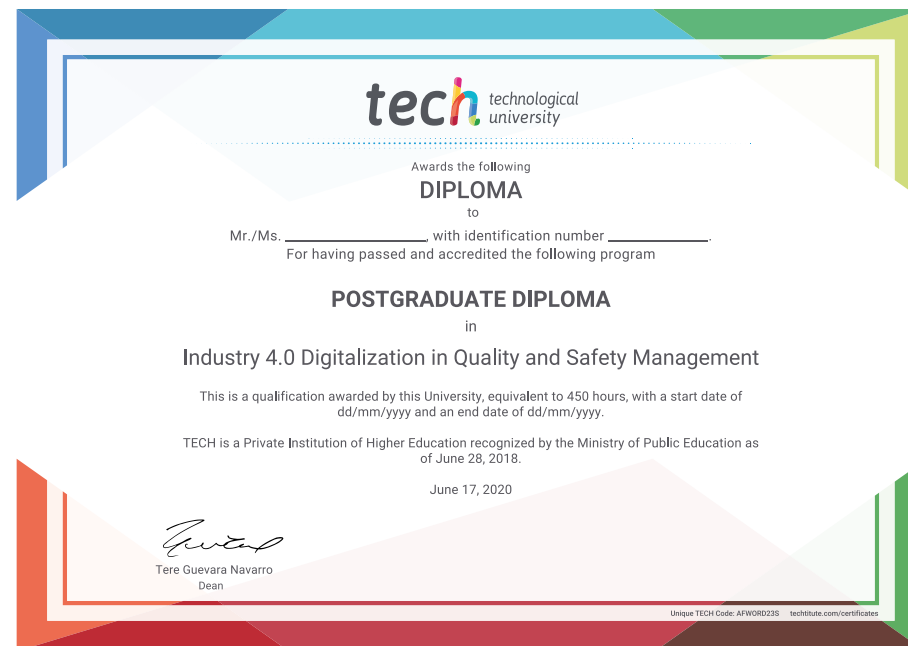 tech technological
university
Awards the following
DIPLOMA
to
Mr./Ms. ____________________, with identification number ______________.
For having passed and accredited the following program
POSTGRADUATE DIPLOMA
in
Industry 4.0 Digitalization in Quality and Safety Management
This is a qualification awarded by this University, equivalent to 450 hours, with a start date of
dd/mm/yyyy and an end date of dd/mm/yyyy.
TECH is a Private Institution of Higher Education recognized by the Ministry of Public Education as
of June 28, 2018.
June 17, 2020
Tere Guevara Navarro
Dean
Unique TECH Code: AFWORD23S techtitute.com/certificates